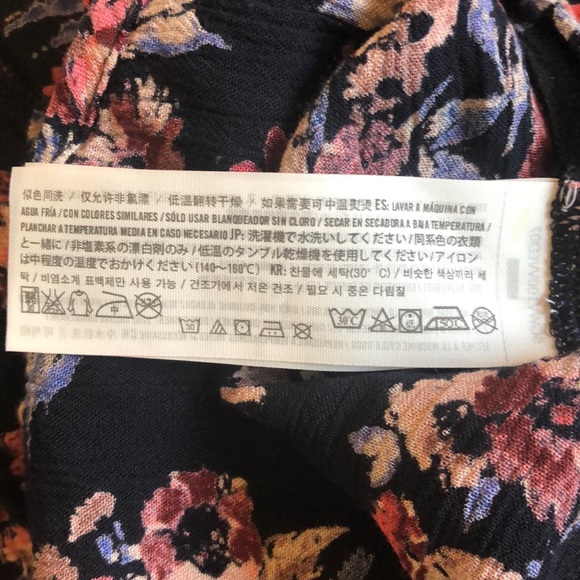 似色同洗 / 仅允许非氯漂 / 低温翻转干燥 / 如果需要可中温熨烫 ES: LAVAR A MÁQUINA CON
AGUA FRÍA / CON COLORES SIMILARES / SÓLO USAR BLANQUEADOR SIN CLORO / SECAR EN SECADORA A BAJA TEMPERATURA /
PLANCHAR A TEMPERATURA MEDIA EN CASO NECESARIO JP: 洗濯機で水洗いしてください / 同系色の衣類
と一緒に / 非塩素系の漂白剤のみ / 低温のタンブル乾燥機を使用してください / アイロン
は中程度の温度でおかけください (140～160℃) KR: 찬물에 세탁(30° C) / 비슷한 색상끼리 세
탁 / 비염소계 표백제만 사용 가능 / 건조기에서 저온 건조 / 필요 시 중온 다림질
中 30 150℃